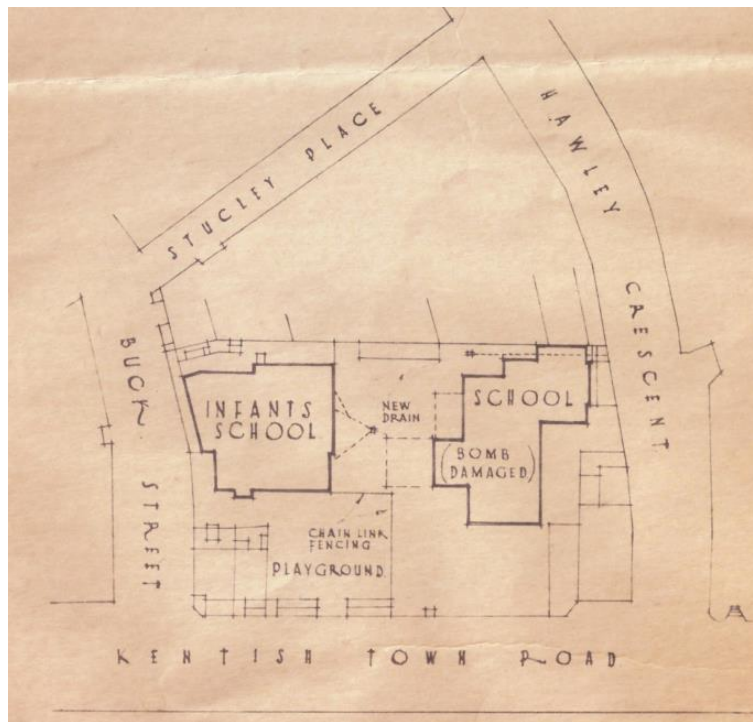 STUCLEY PLACE
HAWLEY CRESCENT
BUCK STREET
INFANTS
SCHOOL
NEW
DRAIN
SCHOOL
(BOMB
DAMAGED)
CHAIN LINK
FENCING
PLAYGROUND.
KENTISH TOWN ROAD